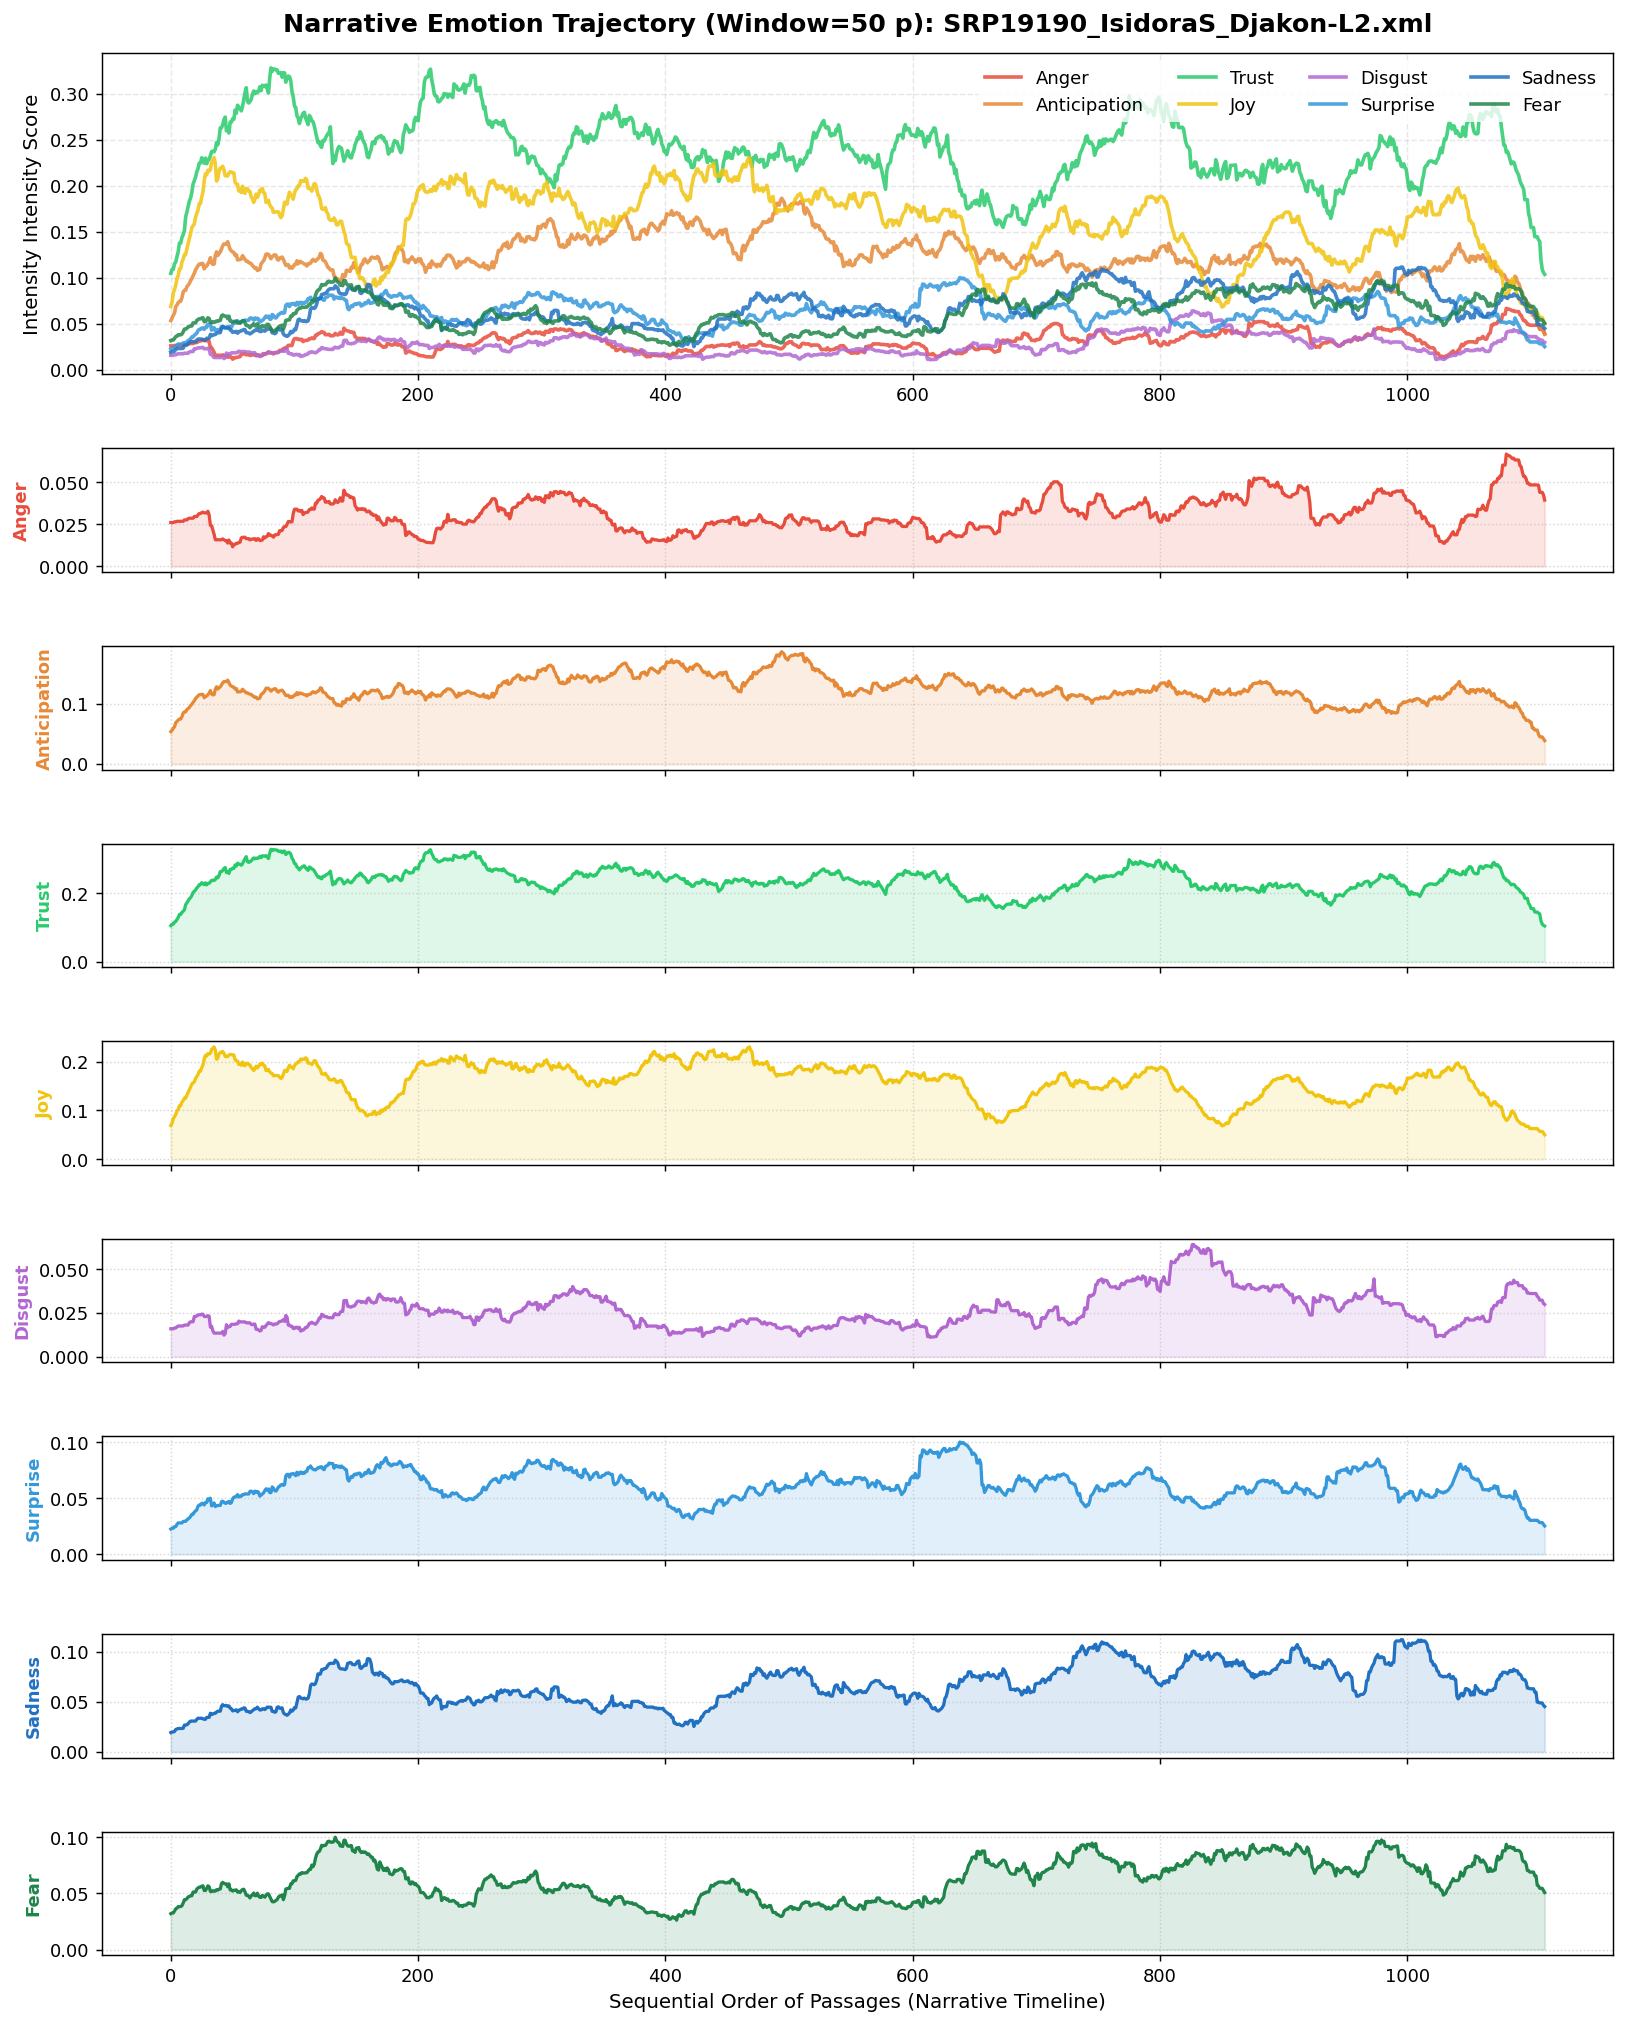 Narrative Emotion Trajectory (Window=50 p): SRP19190_IsidoraS_Djakon-L2.xml
Intensity Intensity Score
0.30
0.25
0.20
0.15
0.10
0.05
0.00
Anger
Anticipation
Trust
Joy
Disgust
Surprise
Sadness
Fear
0 200 400 600 800 1000
Anger
0.050
0.025
0.000
Anticipation
0.1
0.0
Trust
0.2
0.0
Joy
0.2
0.1
0.0
Disgust
0.050
0.025
0.000
Surprise
0.10
0.05
0.00
Sadness
0.10
0.05
0.00
Fear
0.10
0.05
0.00
0 200 400 600 800 1000
Sequential Order of Passages (Narrative Timeline)